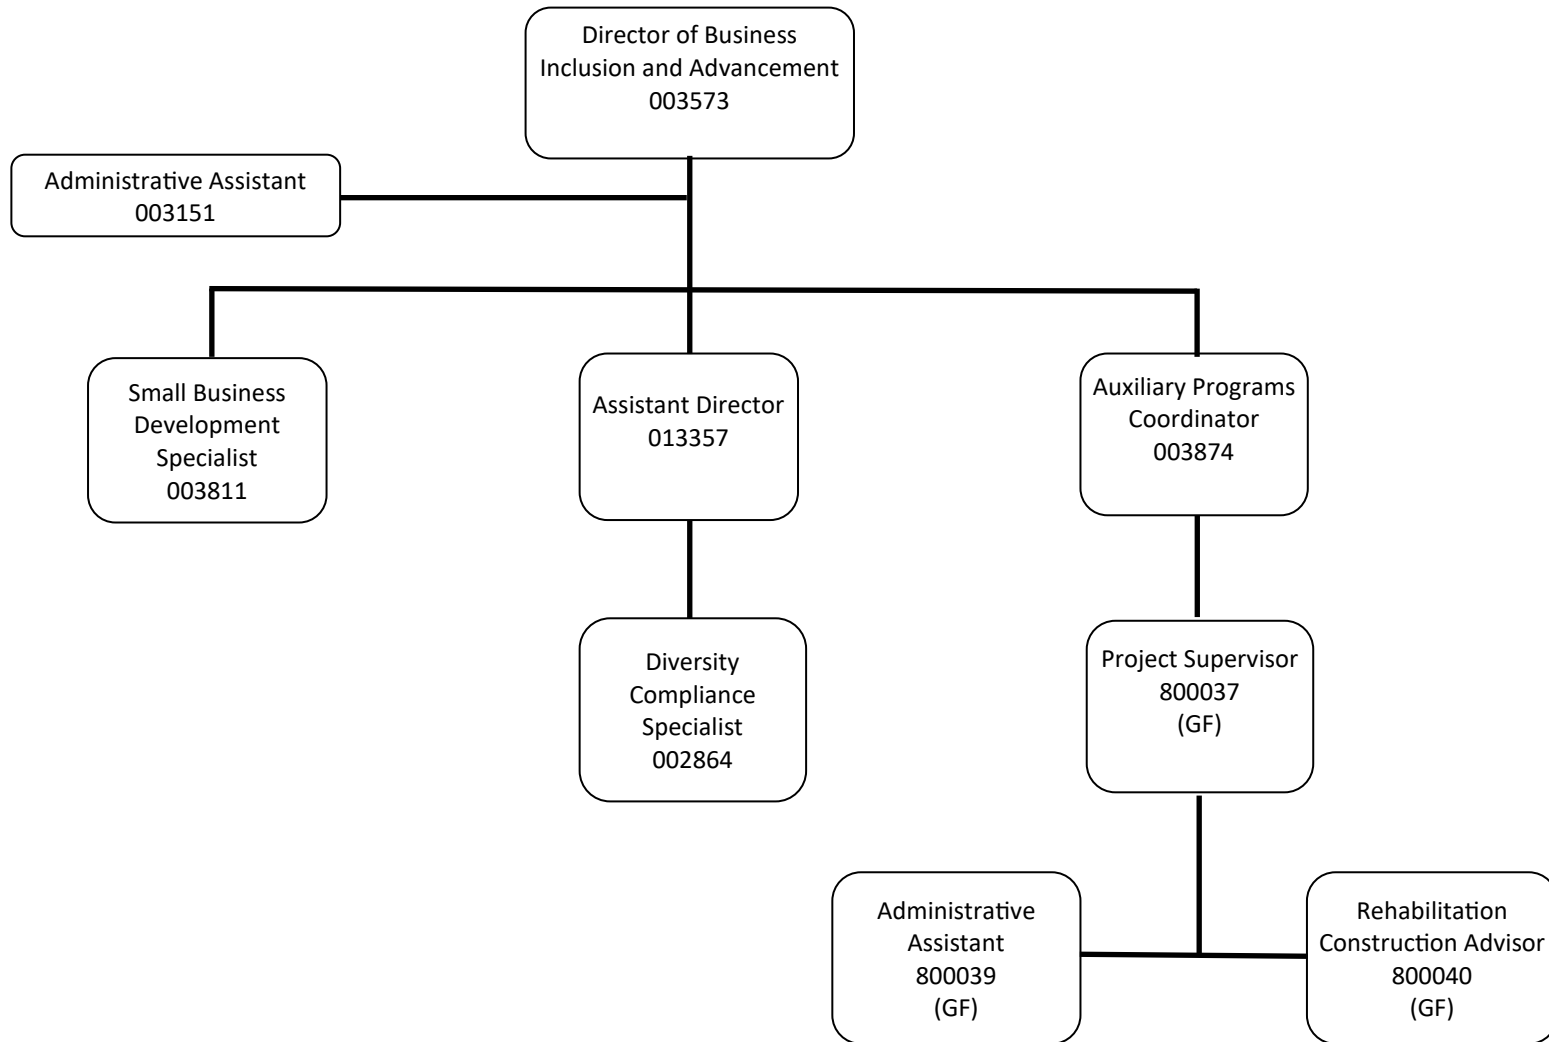 Director of Business
Inclusion and Advancement
003573
Administrative Assistant
003151
Small Business
Development
Specialist
003811
Assistant Director
013357
Auxiliary Programs
Coordinator
003874
Diversity
Compliance
Specialist
002864
Project Supervisor
800037
(GF)
Administrative
Assistant
800039
(GF)
Rehabilitation
Construction Advisor
800040
(GF)